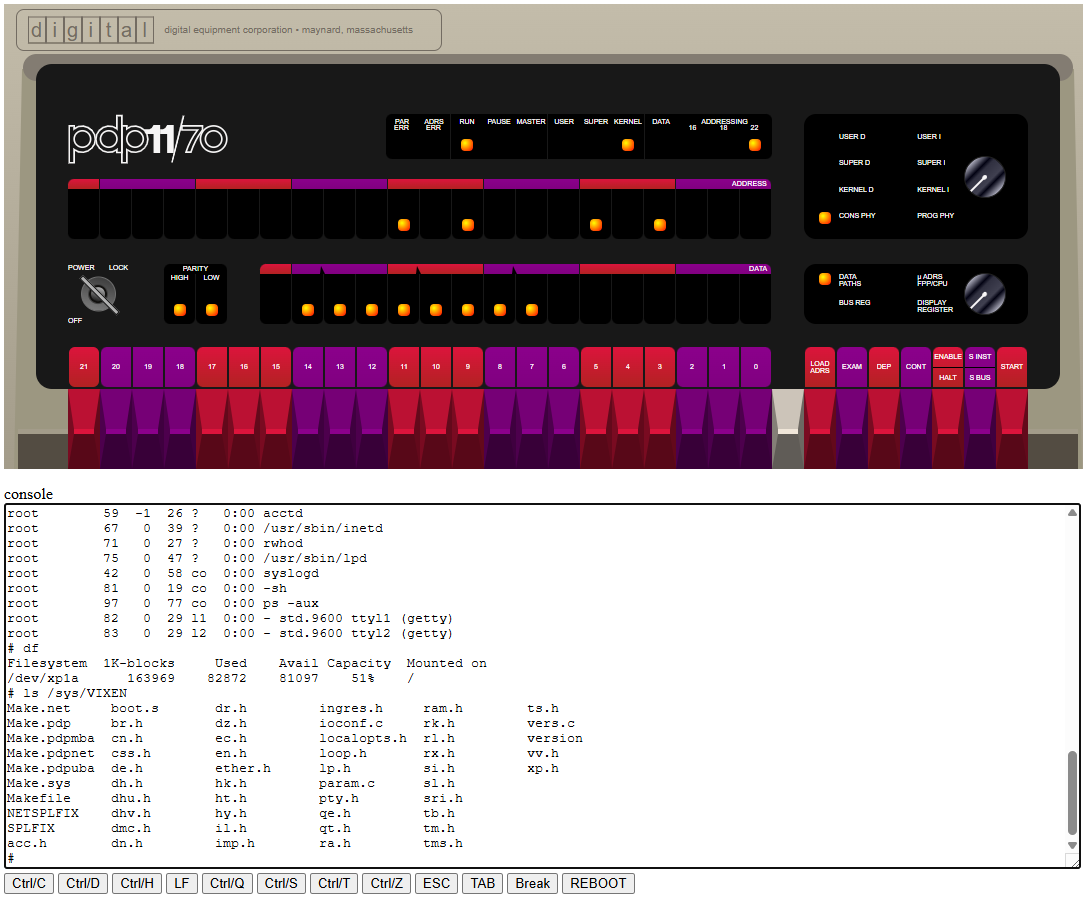 digital digital equipment corporation • maynard, massachusetts
pdp11/70
PAR ERR ADRS ERR RUN PAUSE MASTER USER SUPER KERNEL DATA ADDRESSING 16 18 22
USER D USER I
SUPER D SUPER I
KERNEL D KERNEL I
CONS PHY PROG PHY
ADDRESS
POWER LOCK
OFF
PARITY
HIGH LOW
DATA
DATA PATHS µ ADRS FPP/CPU
BUS REG DISPLAY REGISTER
21 20 19 18 17 16 15 14 13 12 11 10 9 8 7 6 5 4 3 2 1 0 LOAD ADRS EXAM DEP CONT ENABLE HALT S INST S BUS START
console
root         59  -1  26 ?   0:00 acctd
root         67   0  39 ?   0:00 /usr/sbin/inetd
root         71   0  27 ?   0:00 rwhod
root         75   0  47 ?   0:00 /usr/sbin/lpd
root         42   0  58 co  0:00 syslogd
root         81   0  19 co  0:00 -sh
root         97   0  77 co  0:00 ps -aux
root         82   0  29 l1  0:00 - std.9600 ttyl1 (getty)
root         83   0  29 l2  0:00 - std.9600 ttyl2 (getty)
# df
Filesystem  1K-blocks     Used    Avail Capacity  Mounted on
/dev/xp1a      163969    82872    81097    51%    /
# ls /sys/VIXEN
Make.net     boot.s       dr.h         ingres.h     ram.h        ts.h
Make.pdp     br.h         dz.h         ioconf.c     rk.h         vers.c
Make.pdpmba  cn.h         ec.h         localopts.h  rl.h         version
Make.pdpnet  css.h        en.h         loop.h       rx.h         vv.h
Make.pdpuba  de.h         ether.h      lp.h         si.h         xp.h
Make.sys     dh.h         hk.h         param.c      sl.h
Makefile     dhu.h        ht.h         pty.h        sri.h
NETSPLFIX    dhv.h        hy.h         qe.h         tb.h
SPLFIX       dmc.h        il.h         qt.h         tm.h
acc.h        dn.h         imp.h        ra.h         tms.h
#
Ctrl/C Ctrl/D Ctrl/H LF Ctrl/Q Ctrl/S Ctrl/T Ctrl/Z ESC TAB Break REBOOT